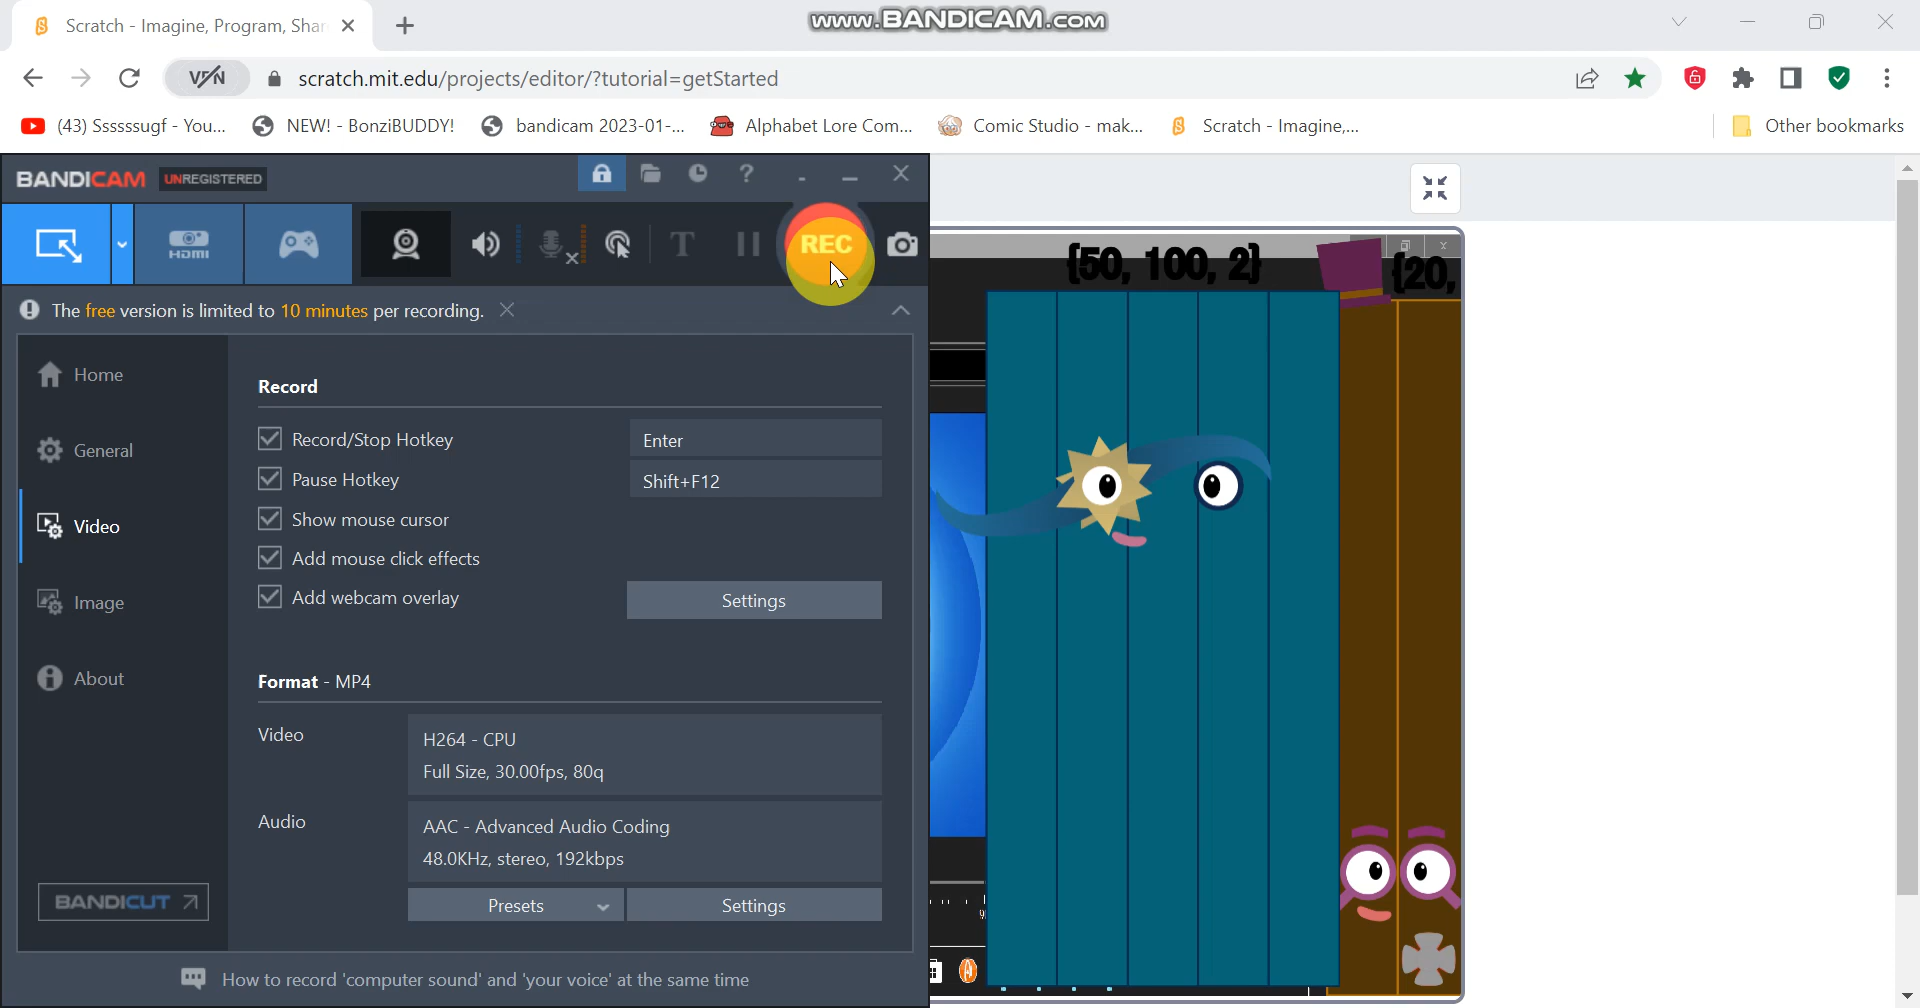 Scratch - Imagine, Program, Shar
www.BANDICAM.com
VPN
scratch.mit.edu/projects/editor/?tutorial=getStarted
(43) Ssssssugf - You...
NEW! - BonziBUDDY!
bandicam 2023-01-...
Alphabet Lore Com...
Comic Studio - mak...
Scratch - Imagine,...
Other bookmarks
BANDICAM UNREGISTERED
HDMI
REC
The free version is limited to 10 minutes per recording.
Home
General
Video
Image
About
BANDICUT
Record
Record/Stop Hotkey
Enter
Pause Hotkey
Shift+F12
Show mouse cursor
Add mouse click effects
Add webcam overlay
Settings
Format - MP4
Video
H264 - CPU
Full Size, 30.00fps, 80q
Audio
AAC - Advanced Audio Coding
48.0KHz, stereo, 192kbps
Presets
Settings
How to record 'computer sound' and 'your voice' at the same time
{50, 100, 2}
{20,